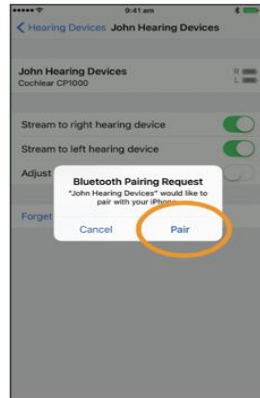 9:41 am
Hearing Devices John Hearing Devices
John Hearing Devices
Cochlear CP1000
R
L
Stream to right hearing device
Stream to left hearing device
Adjust
Bluetooth Pairing Request
"John Hearing Devices" would like to
pair with your iPhone
Cancel Pair
Forget